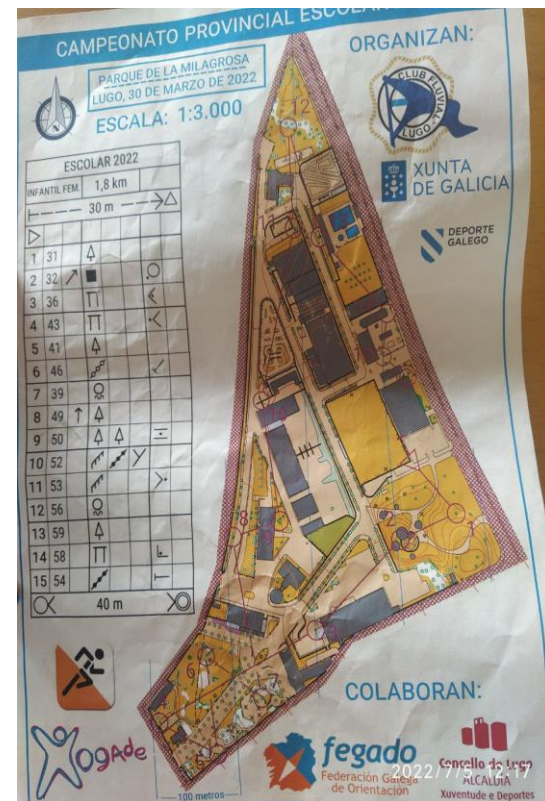 CAMPEONATO PROVINCIAL ESCOLAR
PARQUE DE LA MILAGROSA
LUGO, 30 DE MARZO DE 2022
ESCALA: 1:3.000
ORGANIZAN:
CLUB FLUVIAL
LUGO
XUNTA
DE GALICIA
DEPORTE
GALEGO
ESCOLAR 2022
INFANTIL FEM. 1,8 km
30 m
1 31
2 32
3 36
4 43
5 41
6 46
7 39
8 49
9 50
10 52
11 53
12 56
13 59
14 58
15 54
40 m
12
8
2
6
100 metros
COLABORAN:
XOGADE
fegado
Federación Galega
de Orientación
Concello de Lugo
ALCALDÍA
Xuventude e Deportes
2022/7/5 12:17